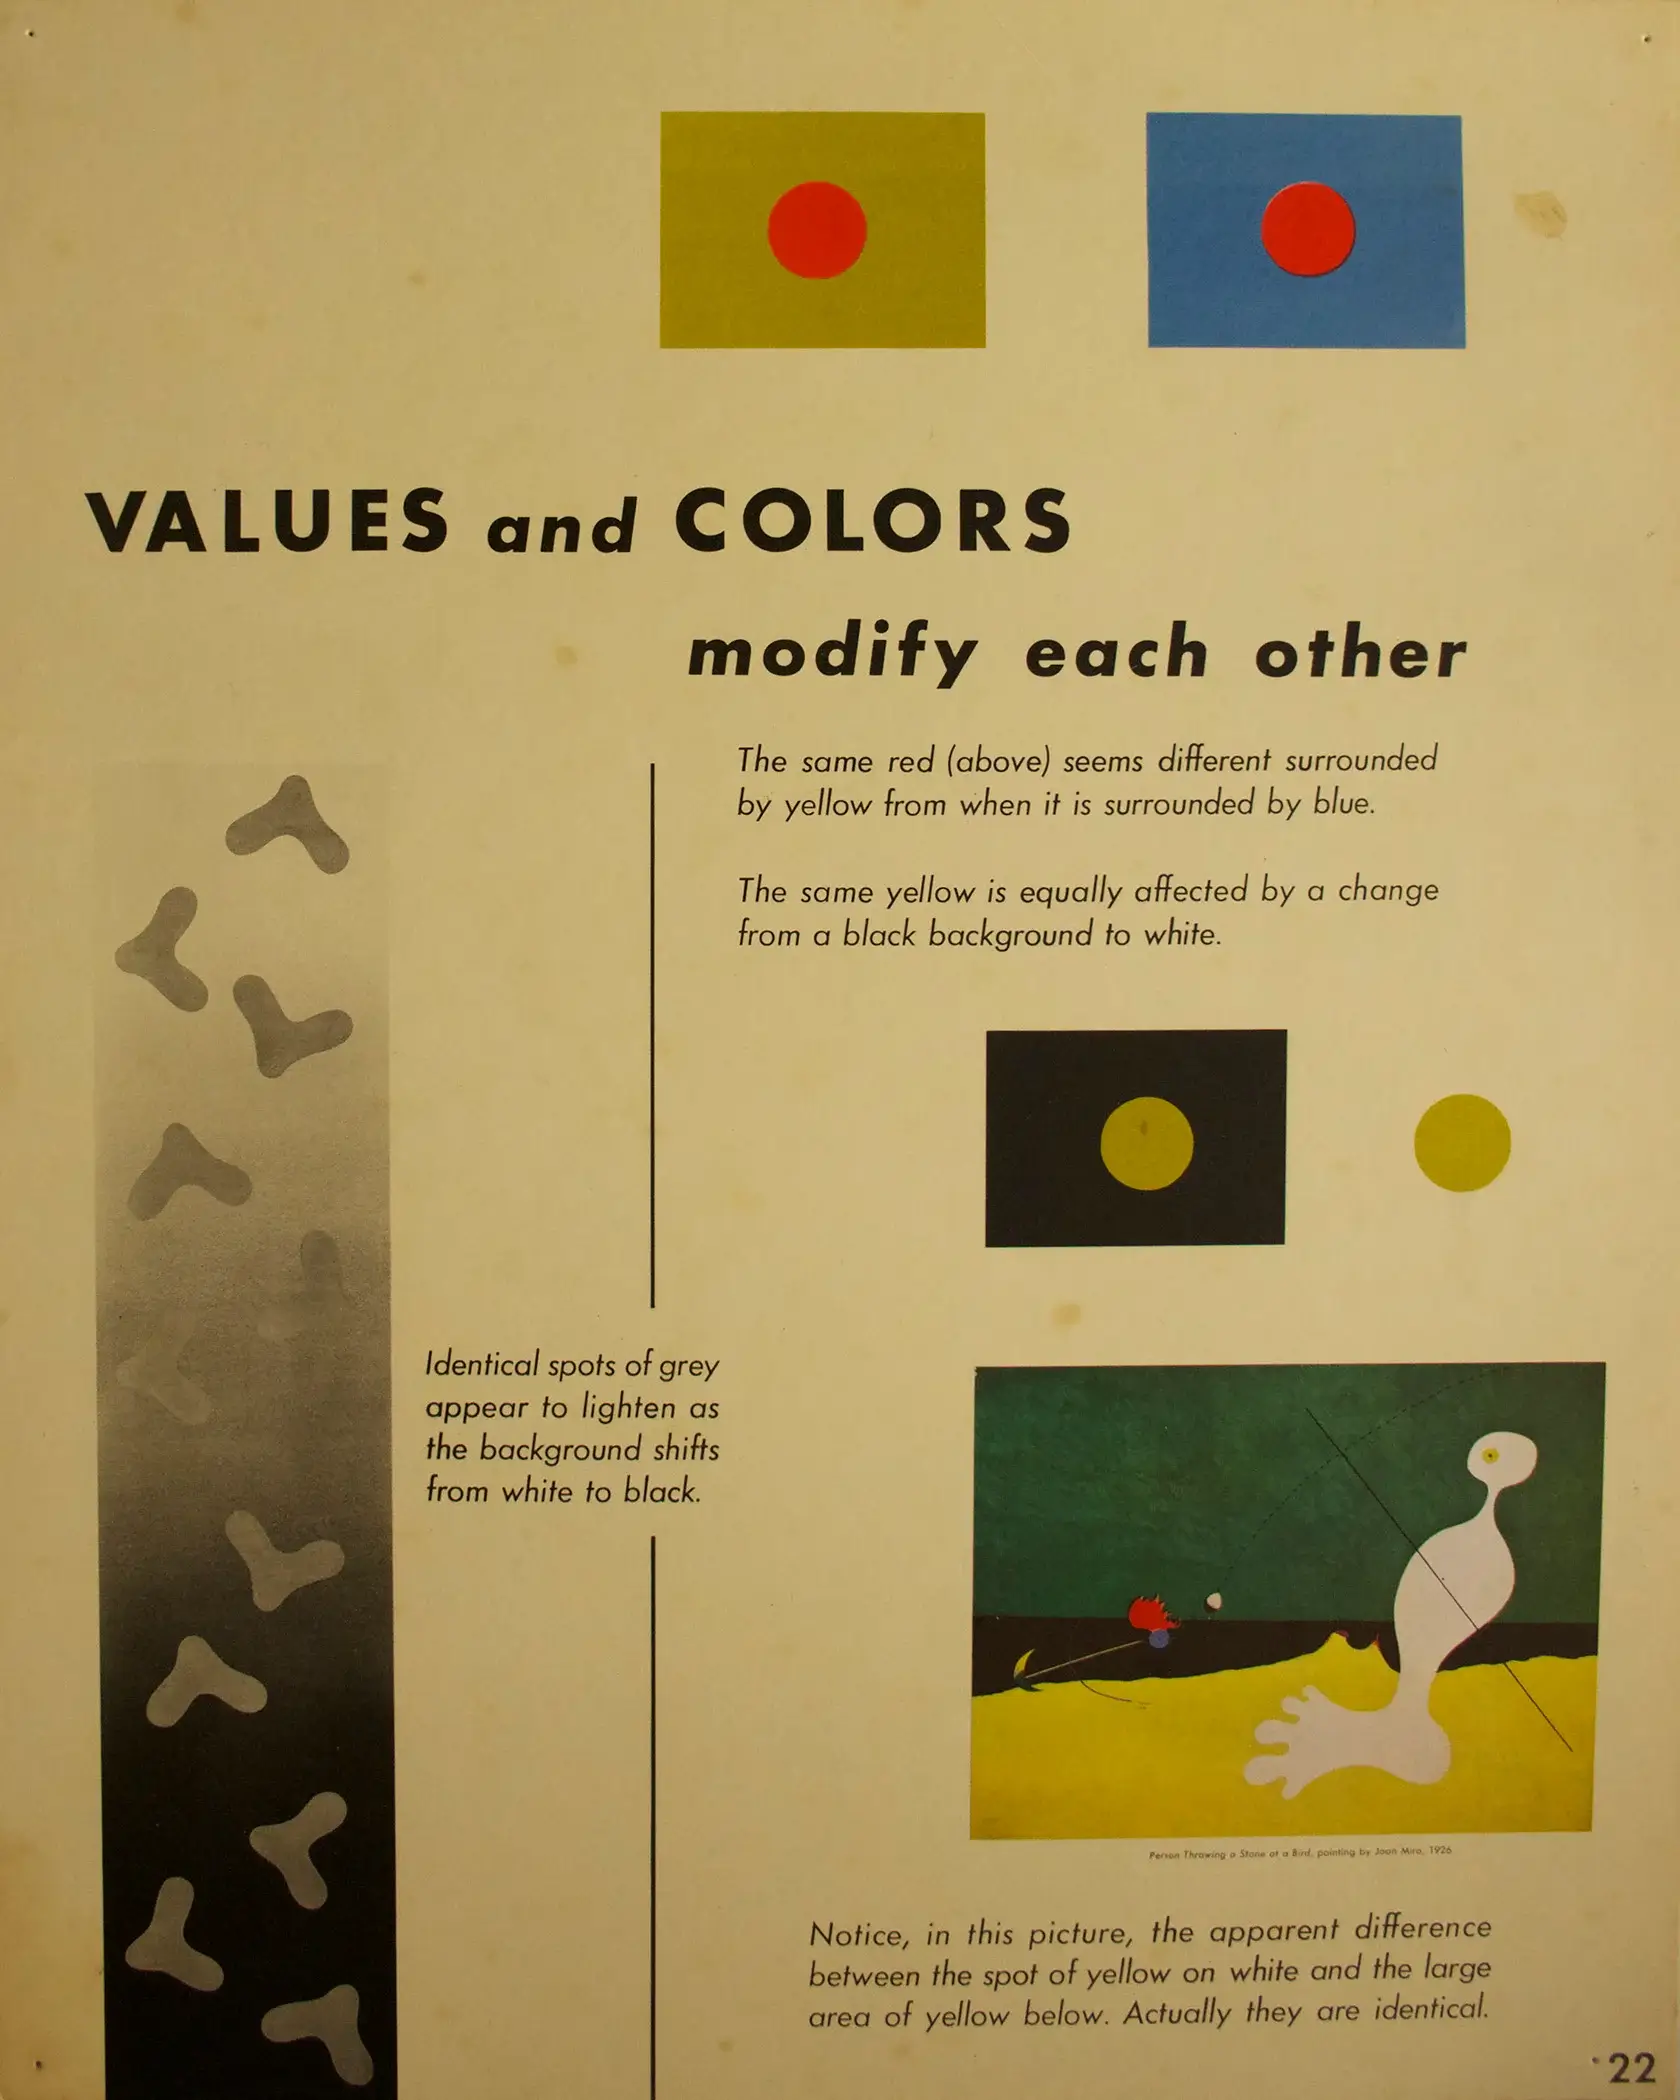 VALUES and COLORS
modify each other
The same red (above) seems different surrounded
by yellow from when it is surrounded by blue.
The same yellow is equally affected by a change
from a black background to white.
Identical spots of grey
appear to lighten as
the background shifts
from white to black.
Person Throwing a Stone at a Bird, painting by Joan Miro, 1926
Notice, in this picture, the apparent difference
between the spot of yellow on white and the large
area of yellow below. Actually they are identical.
22